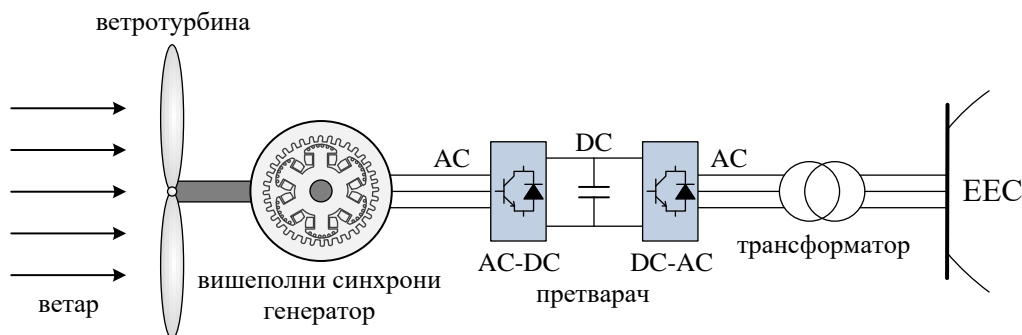 ветротурбина
AC
DC
AC
ЕЕС
AC-DC
DC-AC
трансформатор
вишеполни синхрони
генератор
претварач
ветар